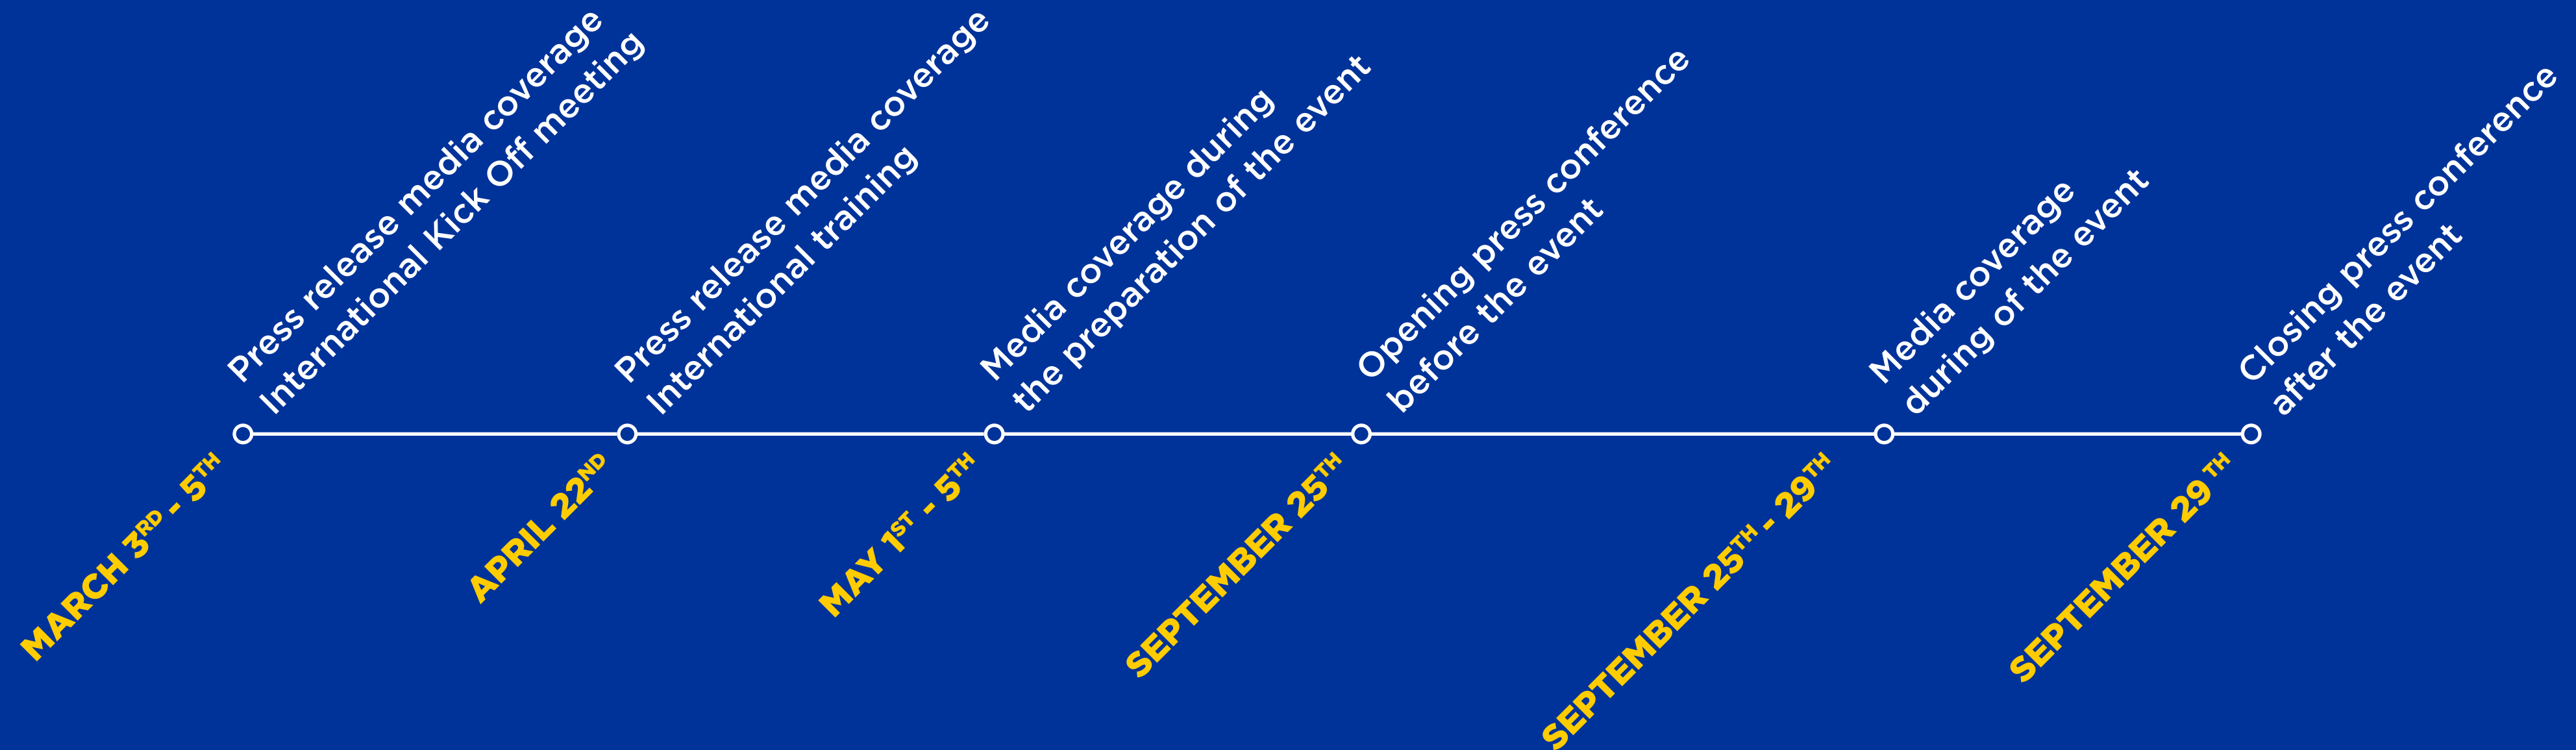 Press release media coverage
International Kick Off meeting
MARCH 3RD - 5TH
Press release media coverage
International training
APRIL 22ND
Media coverage during
the preparation of the event
MAY 1ST - 5TH
Opening press conference
before the event
SEPTEMBER 25TH
Media coverage
during of the event
SEPTEMBER 25TH - 29TH
Closing press conference
after the event
SEPTEMBER 29 TH